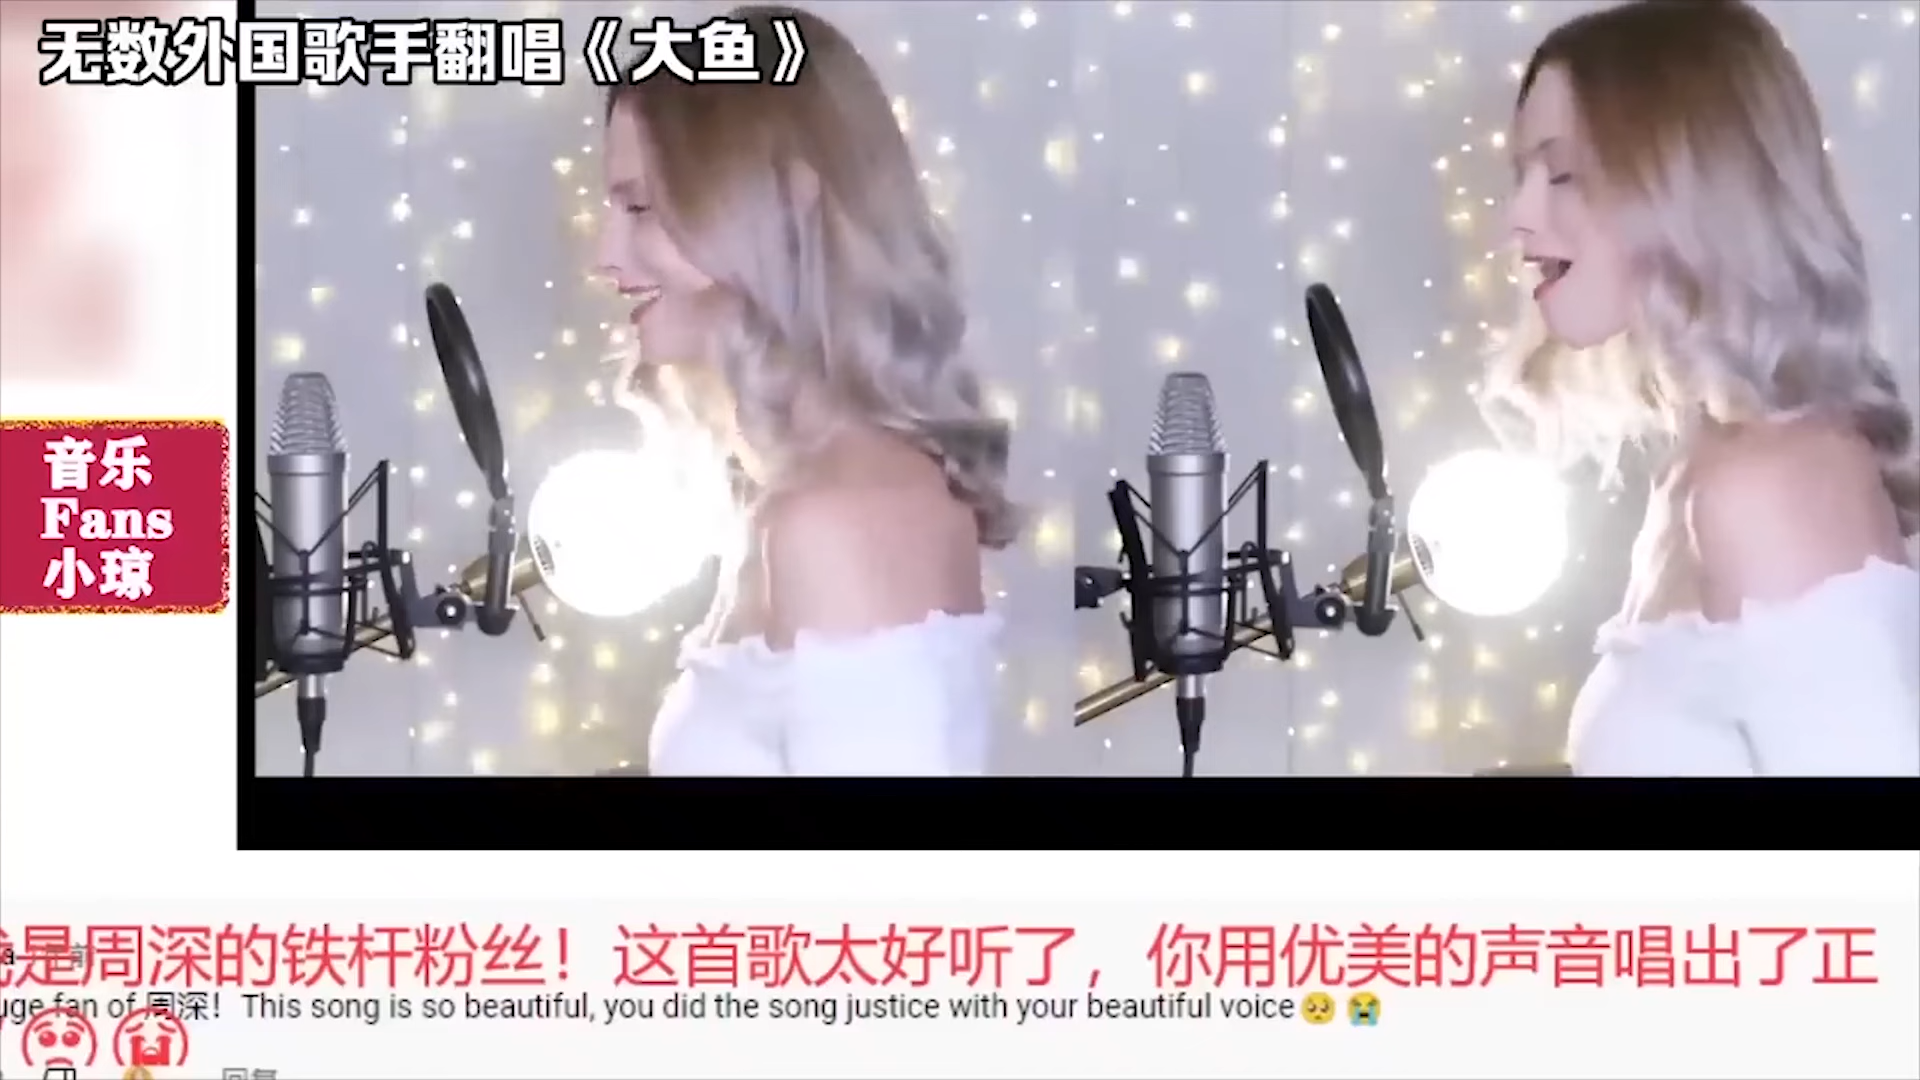 无数外国歌手翻唱《大鱼》
音乐
Fans
小琼
是周深的铁杆粉丝！这首歌太好听了，你用优美的声音唱出了正
uge fan of 周深！This song is so beautiful, you did the song justice with your beautiful voice🥺 😭
回复